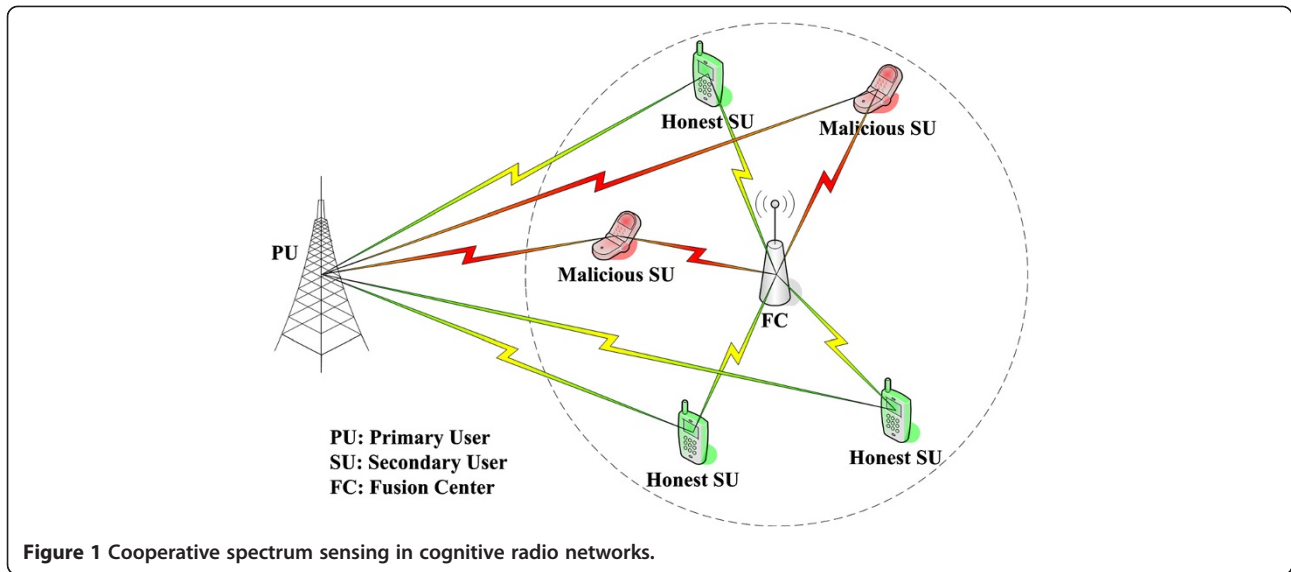 Honest SU
Malicious SU
PU
Malicious SU
FC
PU: Primary User
SU: Secondary User
FC: Fusion Center
Honest SU
Honest SU
Figure 1 Cooperative spectrum sensing in cognitive radio networks.